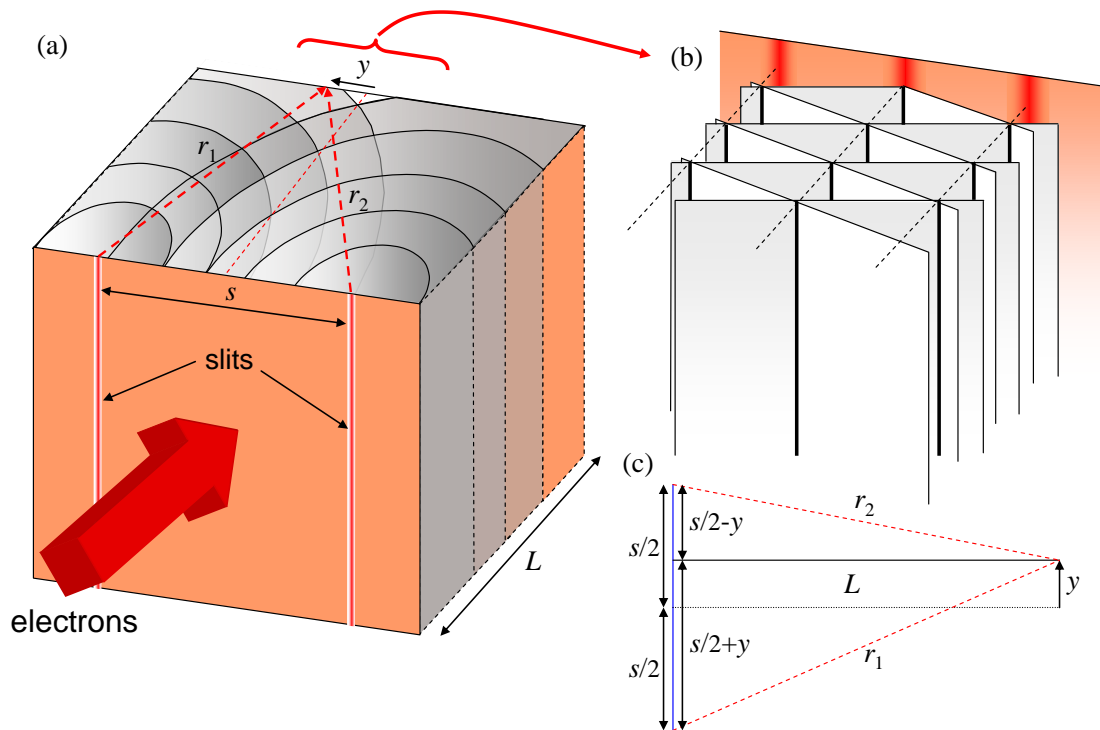 (a)
y
(b)
r1
r2
s
slits
electrons
L
(c)
r2
s/2-y
s/2
L
y
s/2+y
s/2
r1